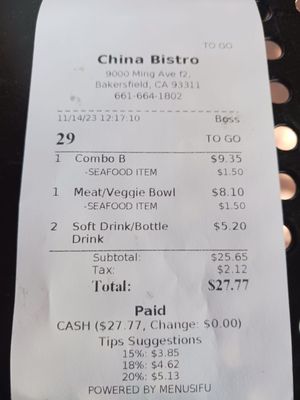 TO GO
China Bistro
9000 Ming Ave f2,
Bakersfield, CA 93311
661-664-1802
11/14/23 12:17:10 Boss
29 TO GO
1 Combo B $9.35
-SEAFOOD ITEM $1.50
1 Meat/Veggie Bowl $8.10
-SEAFOOD ITEM $1.50
2 Soft Drink/Bottle $5.20
Drink
Subtotal: $25.65
Tax: $2.12
Total: $27.77
Paid
CASH ($27.77, Change: $0.00)
Tips Suggestions
15%: $3.85
18%: $4.62
20%: $5.13
POWERED BY MENUSIFU